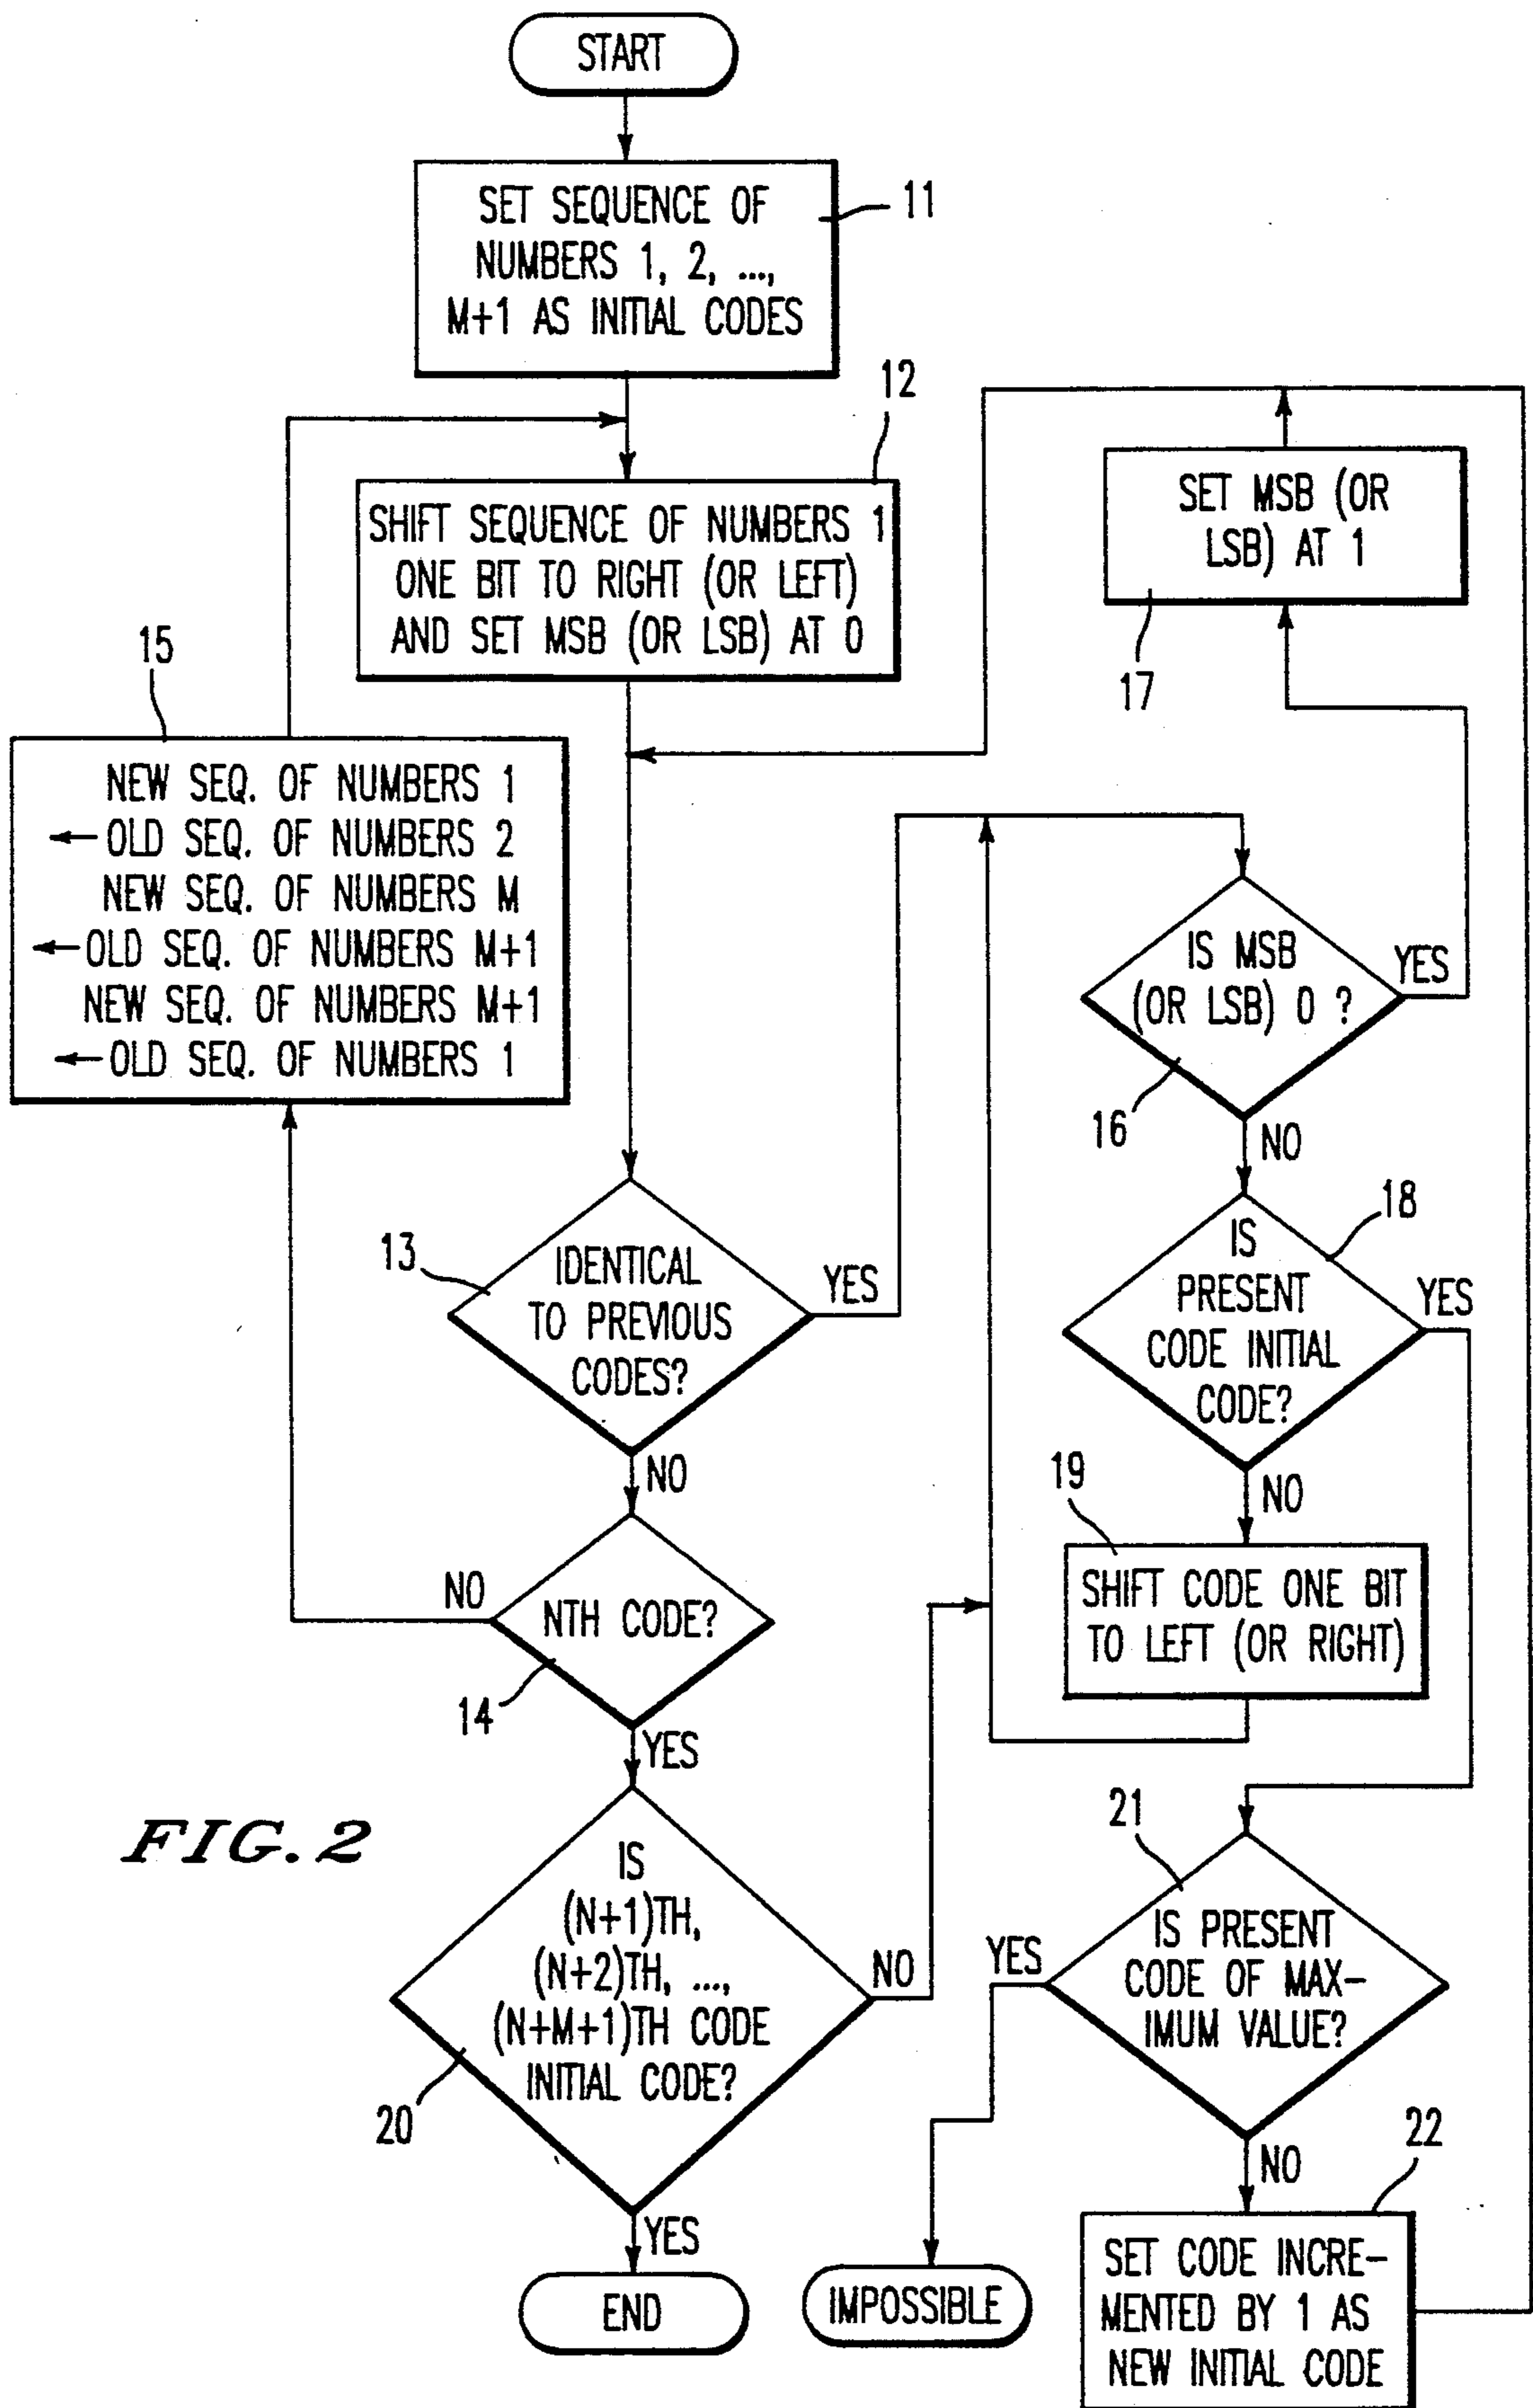 START
SET SEQUENCE OF
NUMBERS 1, 2, ...,
M+1 AS INITIAL CODES
11
12
SHIFT SEQUENCE OF NUMBERS 1
ONE BIT TO RIGHT (OR LEFT)
AND SET MSB (OR LSB) AT 0
SET MSB (OR
LSB) AT 1
17
15
NEW SEQ. OF NUMBERS 1
← OLD SEQ. OF NUMBERS 2
NEW SEQ. OF NUMBERS M
← OLD SEQ. OF NUMBERS M+1
NEW SEQ. OF NUMBERS M+1
← OLD SEQ. OF NUMBERS 1
IS MSB
(OR LSB) 0 ?
YES
16
NO
13
IDENTICAL
TO PREVIOUS
CODES?
YES
NO
18
IS
PRESENT
CODE INITIAL
CODE?
YES
NO
19
SHIFT CODE ONE BIT
TO LEFT (OR RIGHT)
NO
NTH CODE?
14
YES
FIG. 2
IS
(N+1)TH,
(N+2)TH, ...,
(N+M+1)TH CODE
INITIAL CODE?
NO
20
YES
END
21
IS PRESENT
CODE OF MAX-
IMUM VALUE?
YES
NO
IMPOSSIBLE
22
SET CODE INCRE-
MENTED BY 1 AS
NEW INITIAL CODE